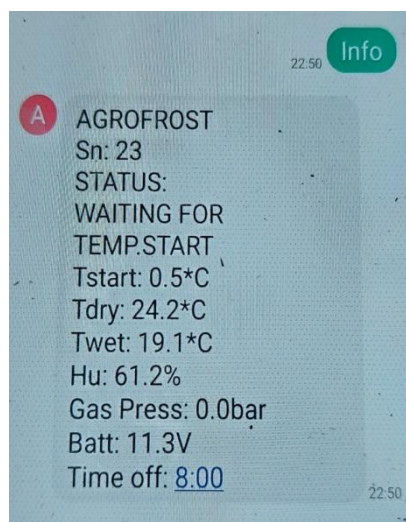 Info
22:50
A
AGROFROST
Sn: 23
STATUS:
WAITING FOR
TEMP.START
Tstart: 0.5*C
Tdry: 24.2*C
Twet: 19.1*C
Hu: 61.2%
Gas Press: 0.0bar
Batt: 11.3V
Time off: 8:00
22:50